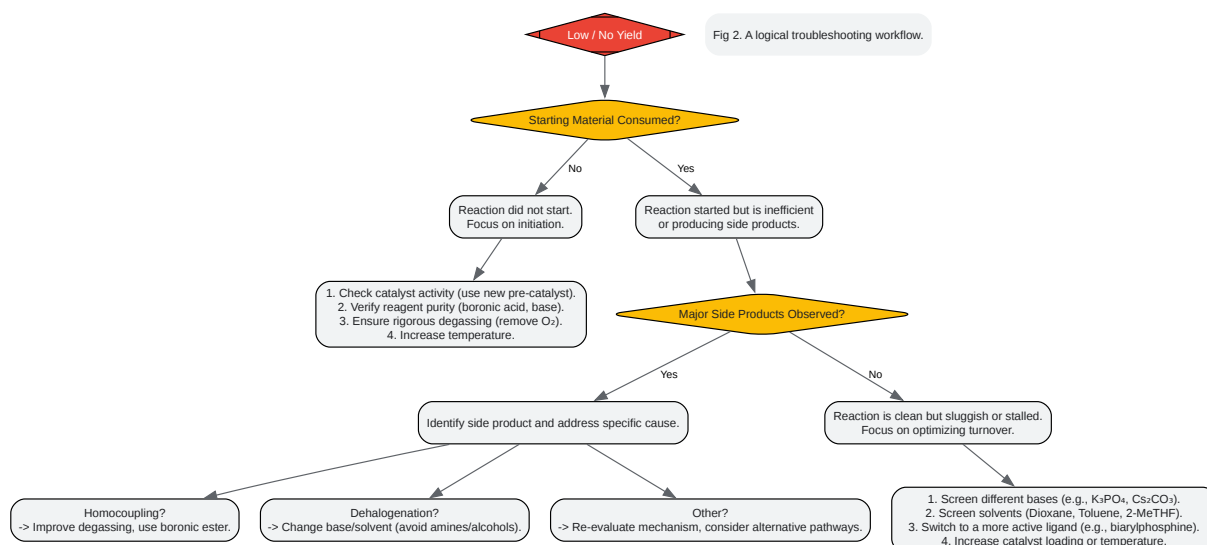 Low / No Yield
Fig 2. A logical troubleshooting workflow.
Starting Material Consumed?
No
Yes
Reaction did not start.
Focus on initiation.
Reaction started but is inefficient
or producing side products.
1. Check catalyst activity (use new pre-catalyst).
2. Verify reagent purity (boronic acid, base).
3. Ensure rigorous degassing (remove O₂).
4. Increase temperature.
Major Side Products Observed?
Yes
No
Identify side product and address specific cause.
Reaction is clean but sluggish or stalled.
Focus on optimizing turnover.
Homocoupling?
-> Improve degassing, use boronic ester.
Dehalogenation?
-> Change base/solvent (avoid amines/alcohols).
Other?
-> Re-evaluate mechanism, consider alternative pathways.
1. Screen different bases (e.g., K₃PO₄, Cs₂CO₃).
2. Screen solvents (Dioxane, Toluene, 2-MeTHF).
3. Switch to a more active ligand (e.g., biarylphosphine).
4. Increase catalyst loading or temperature.